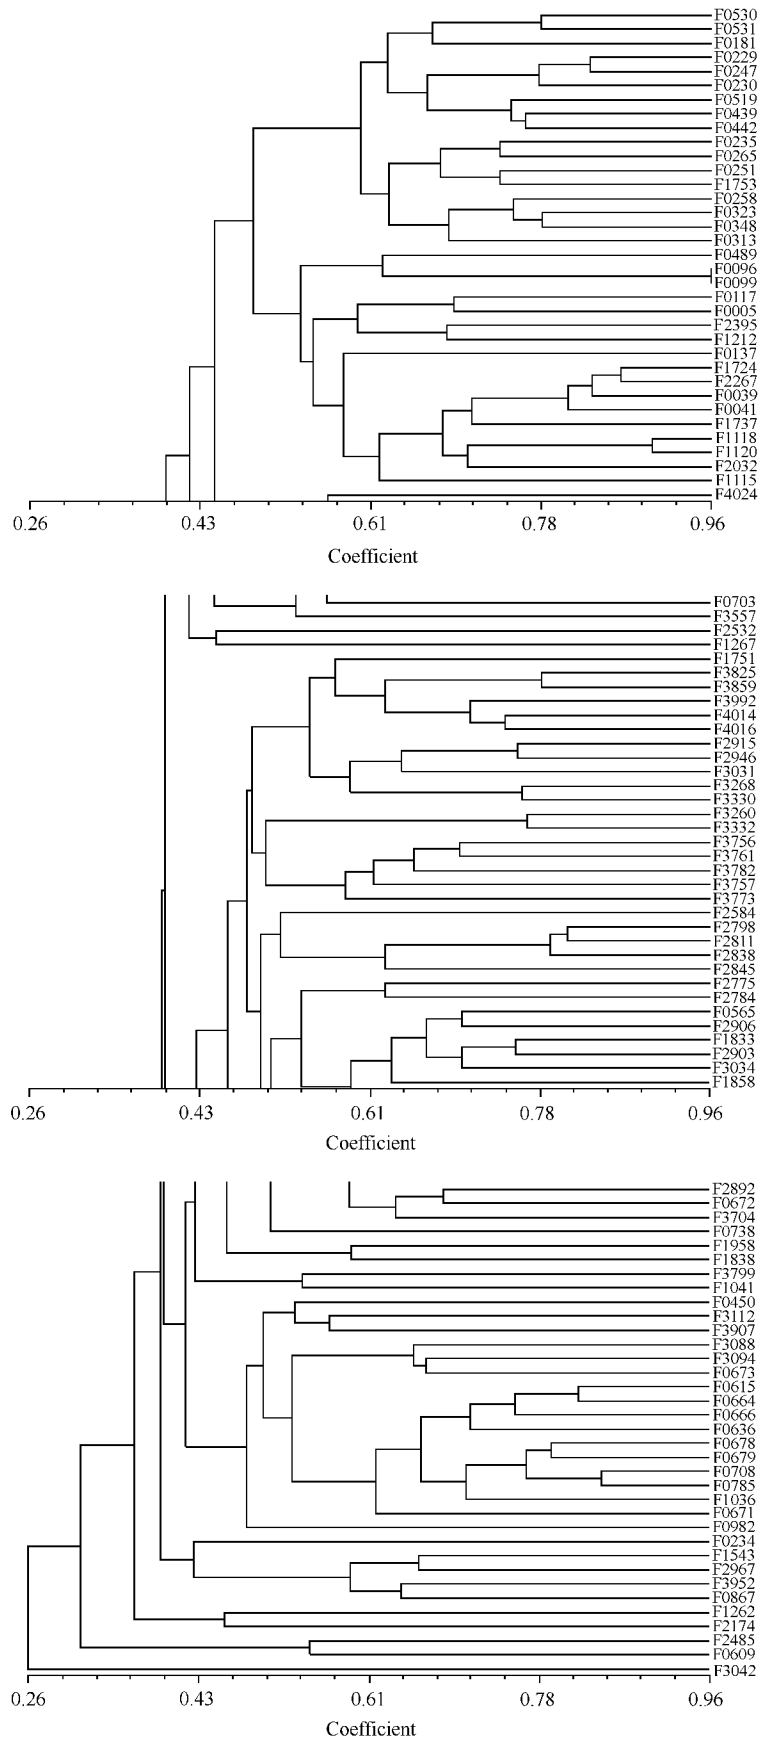 F0530
F0531
F0181
F0229
F0247
F0230
F0519
F0439
F0442
F0235
F0265
F0251
F1753
F0258
F0323
F0348
F0313
F0489
F0096
F0099
F0117
F0005
F2395
F1212
F0137
F1724
F2267
F0039
F0041
F1737
F1118
F1120
F2032
F1115
F4024
0.26 0.43 0.61 0.78 0.96
Coefficient
F0703
F3557
F2532
F1267
F1751
F3825
F3859
F3992
F4014
F4016
F2915
F2946
F3031
F3268
F3330
F3260
F3332
F3756
F3761
F3782
F3757
F3773
F2584
F2798
F2811
F2838
F2845
F2775
F2784
F0565
F2906
F1833
F2903
F3034
F1858
0.26 0.43 0.61 0.78 0.96
Coefficient
F2892
F0672
F3704
F0738
F1958
F1838
F3799
F1041
F0450
F3112
F3907
F3088
F3094
F0673
F0615
F0664
F0666
F0636
F0678
F0679
F0708
F0785
F1036
F0671
F0982
F0234
F1543
F2967
F3952
F0867
F1262
F2174
F2485
F0609
F3042
0.26 0.43 0.61 0.78 0.96
Coefficient